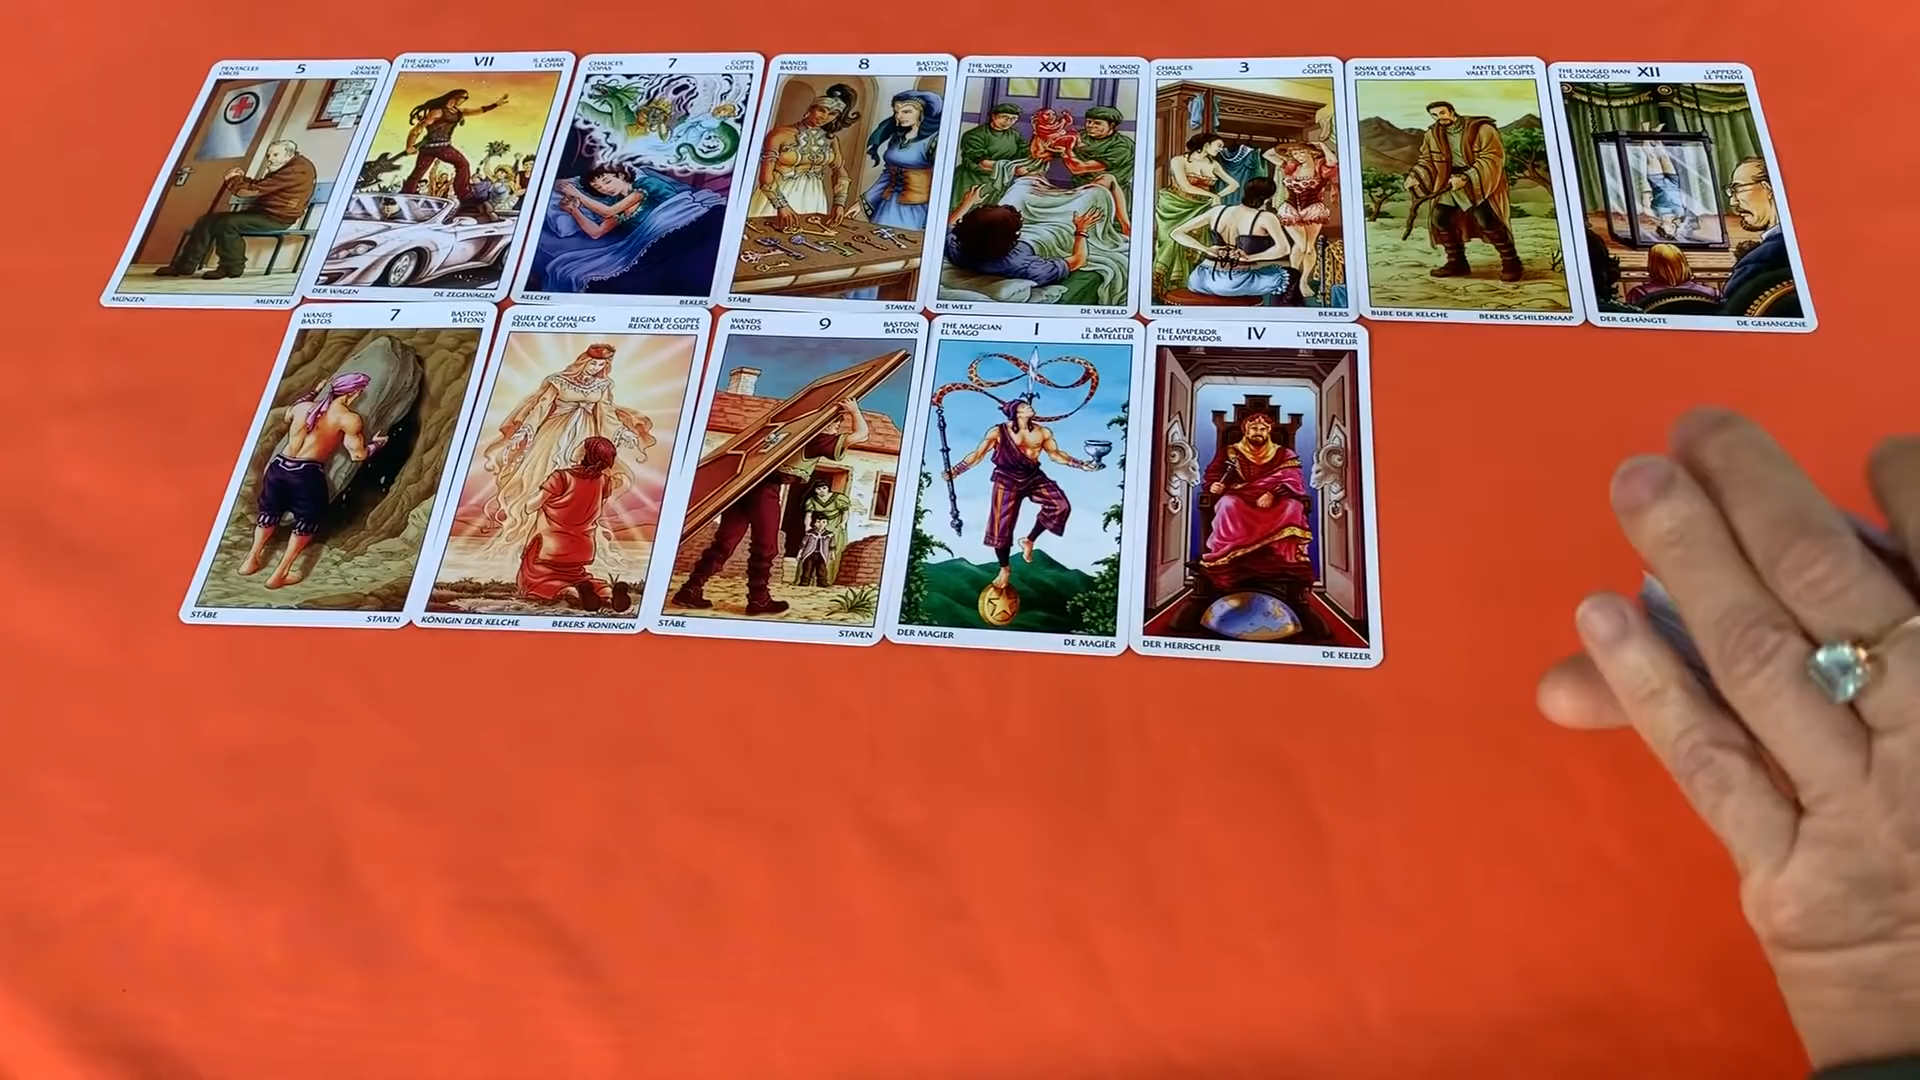 PENTACLES 5 DENARI
OROS DENIERS
MÜNZEN MUNTEN
THE CHARIOT VII IL CARRO
EL CARRO LE CHAR
DER WAGEN DE ZEGEWAGEN
CHALICES 7 COPPE
COPAS COUPES
KELCHE BEKERS
WANDS 8 BASTONI
BASTOS BÂTONS
STÄBE STAVEN
THE WORLD XXI IL MONDO
EL MUNDO LE MONDE
DIE WELT DE WERELD
CHALICES 3 COPPE
COPAS COUPES
KELCHE BEKERS
KNAVE OF CHALICES FANTE DI COPPE
SOTA DE COPAS VALET DE COUPES
BUBE DER KELCHE BEKERS SCHILDKNAAP
THE HANGED MAN XII L'APPESO
EL COLGADO LE PENDU
DER GEHÄNGTE DE GEHANGENE
WANDS 7 BASTONI
BASTOS BÂTONS
STÄBE STAVEN
QUEEN OF CHALICES REGINA DI COPPE
REINA DE COPAS REINE DE COUPES
KÖNIGIN DER KELCHE BEKERS KONINGIN
WANDS 9 BASTONI
BASTOS BÂTONS
STÄBE STAVEN
THE MAGICIAN I IL BAGATTO
EL MAGO LE BATELEUR
DER MAGIER DE MAGIËR
THE EMPEROR IV L'IMPERATORE
EL EMPERADOR L'EMPEREUR
DER HERRSCHER DE KEIZER